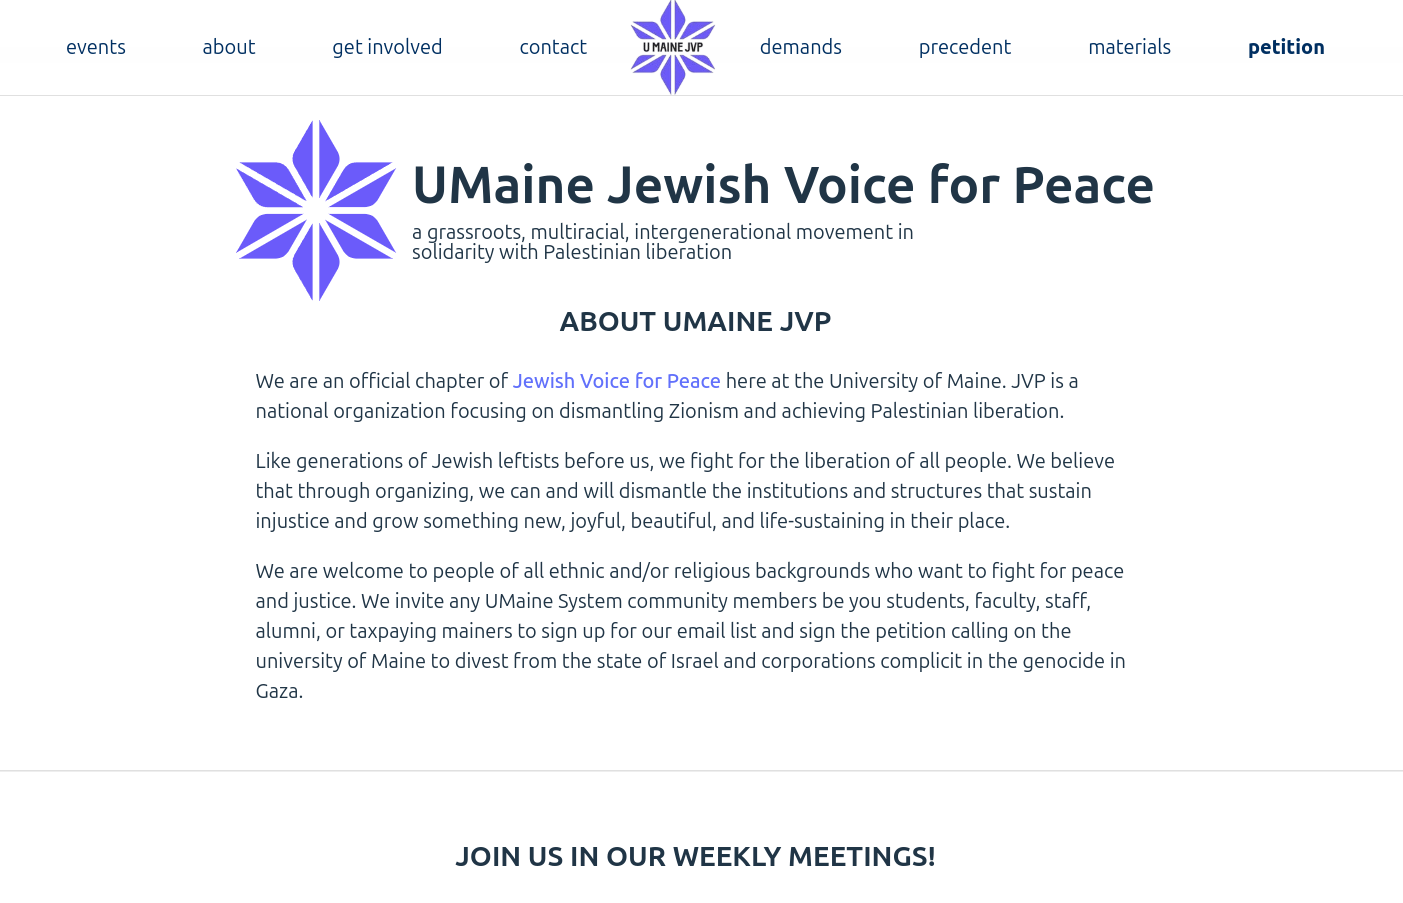 events about get involved contact U MAINE JVP demands precedent materials petition
UMaine Jewish Voice for Peace
a grassroots, multiracial, intergenerational movement in
solidarity with Palestinian liberation
ABOUT UMAINE JVP
We are an official chapter of Jewish Voice for Peace here at the University of Maine. JVP is a
national organization focusing on dismantling Zionism and achieving Palestinian liberation.
Like generations of Jewish leftists before us, we fight for the liberation of all people. We believe
that through organizing, we can and will dismantle the institutions and structures that sustain
injustice and grow something new, joyful, beautiful, and life-sustaining in their place.
We are welcome to people of all ethnic and/or religious backgrounds who want to fight for peace
and justice. We invite any UMaine System community members be you students, faculty, staff,
alumni, or taxpaying mainers to sign up for our email list and sign the petition calling on the
university of Maine to divest from the state of Israel and corporations complicit in the genocide in
Gaza.
JOIN US IN OUR WEEKLY MEETINGS!